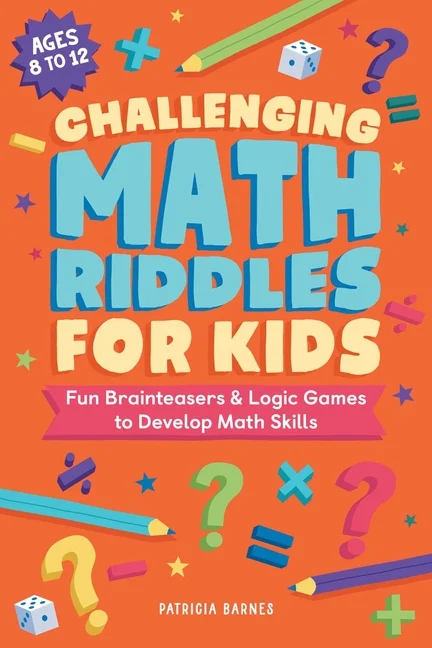 AGES
8 TO 12
CHALLENGING
MATH
RIDDLES
FOR KIDS
Fun Brainteasers & Logic Games
to Develop Math Skills
PATRICIA BARNES